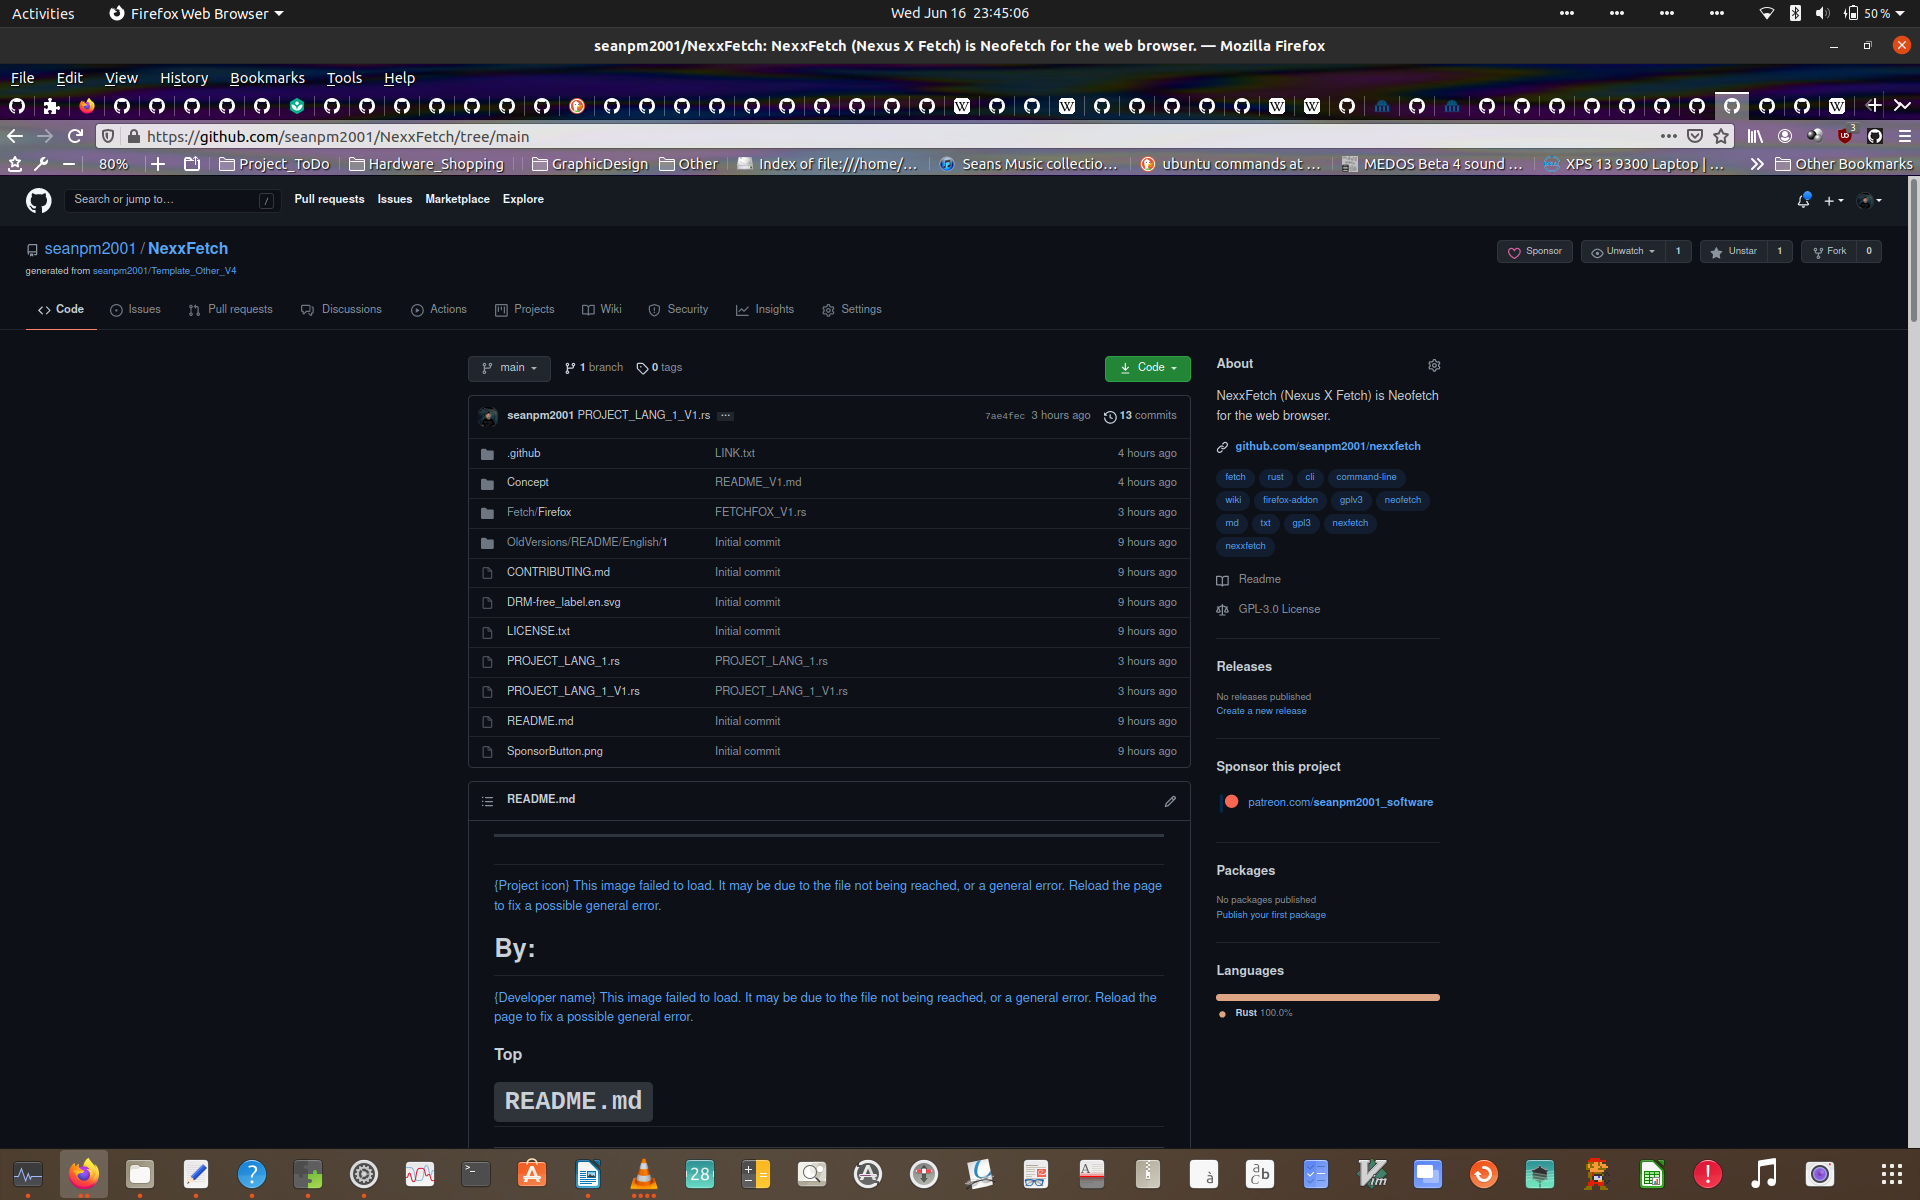 Activities
Firefox Web Browser
Wed Jun 16 23:45:06
50 %
seanpm2001/NexxFetch: NexxFetch (Nexus X Fetch) is Neofetch for the web browser. — Mozilla Firefox
File Edit View History Bookmarks Tools Help
https://github.com/seanpm2001/NexxFetch/tree/main
3
80%
Project_ToDo
Hardware_Shopping
GraphicDesign
Other
Index of file:///home/...
Seans Music collectio...
ubuntu commands at ...
MEDOS Beta 4 sound ...
XPS 13 9300 Laptop | ...
Other Bookmarks
Search or jump to...
/
Pull requests Issues Marketplace Explore
seanpm2001 / NexxFetch
generated from seanpm2001/Template_Other_V4
Sponsor
Unwatch 1
Unstar 1
Fork 0
Code
Issues
Pull requests
Discussions
Actions
Projects
Wiki
Security
Insights
Settings
main
1 branch
0 tags
Code
seanpm2001 PROJECT_LANG_1_V1.rs ...
7ae4fec 3 hours ago
13 commits
.github LINK.txt 4 hours ago
Concept README_V1.md 4 hours ago
Fetch/Firefox FETCHFOX_V1.rs 3 hours ago
OldVersions/README/English/1 Initial commit 9 hours ago
CONTRIBUTING.md Initial commit 9 hours ago
DRM-free_label.en.svg Initial commit 9 hours ago
LICENSE.txt Initial commit 9 hours ago
PROJECT_LANG_1.rs PROJECT_LANG_1.rs 3 hours ago
PROJECT_LANG_1_V1.rs PROJECT_LANG_1_V1.rs 3 hours ago
README.md Initial commit 9 hours ago
SponsorButton.png Initial commit 9 hours ago
README.md
{Project icon} This image failed to load. It may be due to the file not being reached, or a general error. Reload the page
to fix a possible general error.
By:
{Developer name} This image failed to load. It may be due to the file not being reached, or a general error. Reload the
page to fix a possible general error.
Top
README.md
About
NexxFetch (Nexus X Fetch) is Neofetch
for the web browser.
github.com/seanpm2001/nexxfetch
fetch rust cli command-line
wiki firefox-addon gplv3 neofetch
md txt gpl3 nexfetch
nexxfetch
Readme
GPL-3.0 License
Releases
No releases published
Create a new release
Sponsor this project
patreon.com/seanpm2001_software
Packages
No packages published
Publish your first package
Languages
Rust 100.0%
28